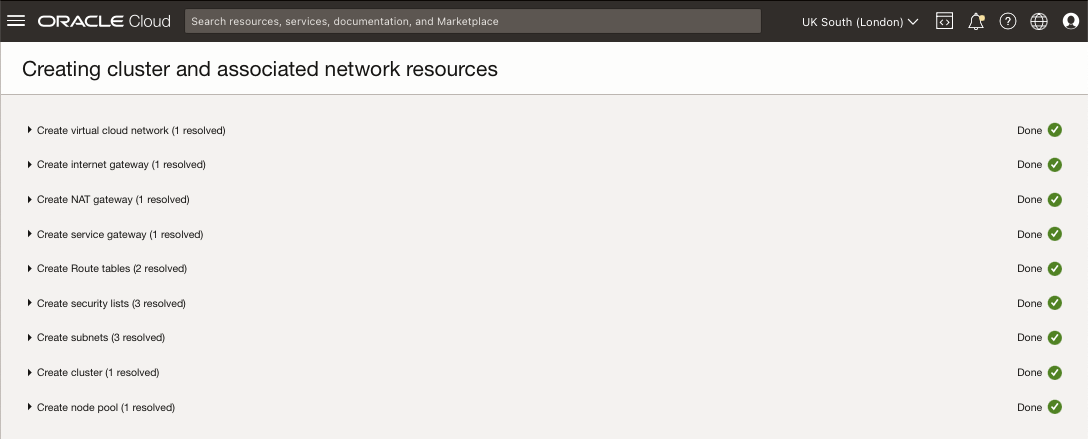 ORACLE Cloud Search resources, services, documentation, and Marketplace UK South (London)
Creating cluster and associated network resources
Create virtual cloud network (1 resolved) Done
Create internet gateway (1 resolved) Done
Create NAT gateway (1 resolved) Done
Create service gateway (1 resolved) Done
Create Route tables (2 resolved) Done
Create security lists (3 resolved) Done
Create subnets (3 resolved) Done
Create cluster (1 resolved) Done
Create node pool (1 resolved) Done